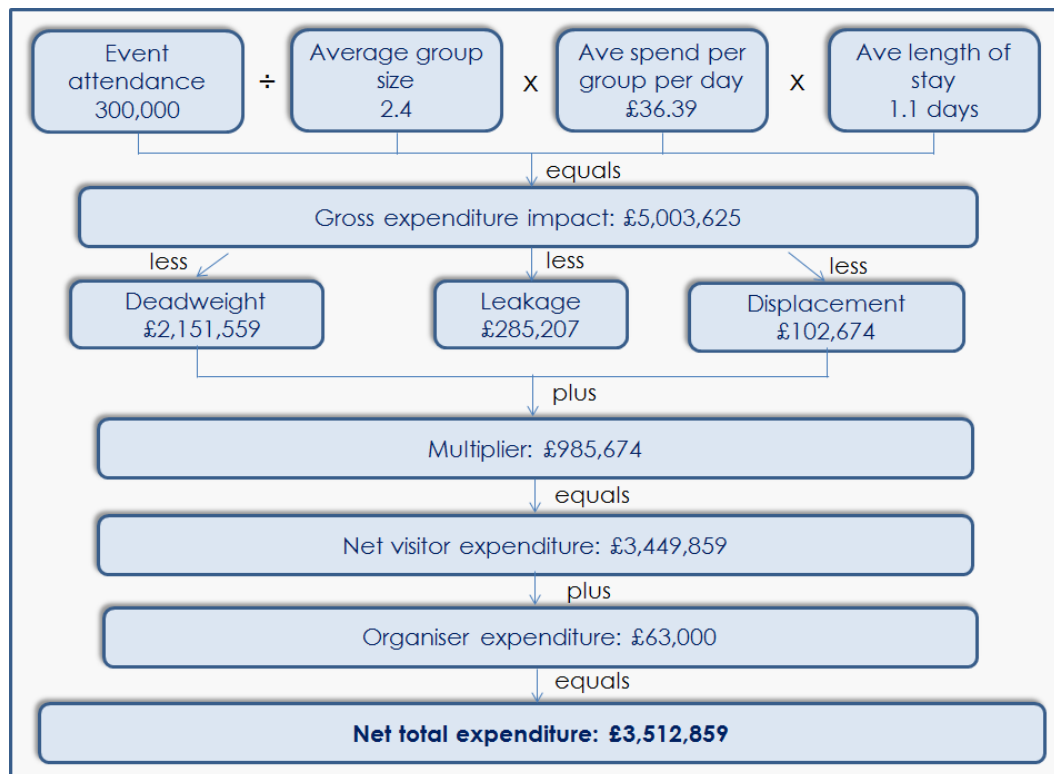 Event
attendance
300,000
÷
Average group
size
2.4
x
Ave spend per
group per day
£36.39
x
Ave length of
stay
1.1 days
equals
Gross expenditure impact: £5,003,625
less
less
less
Deadweight
£2,151,559
Leakage
£285,207
Displacement
£102,674
plus
Multiplier: £985,674
equals
Net visitor expenditure: £3,449,859
plus
Organiser expenditure: £63,000
equals
Net total expenditure: £3,512,859